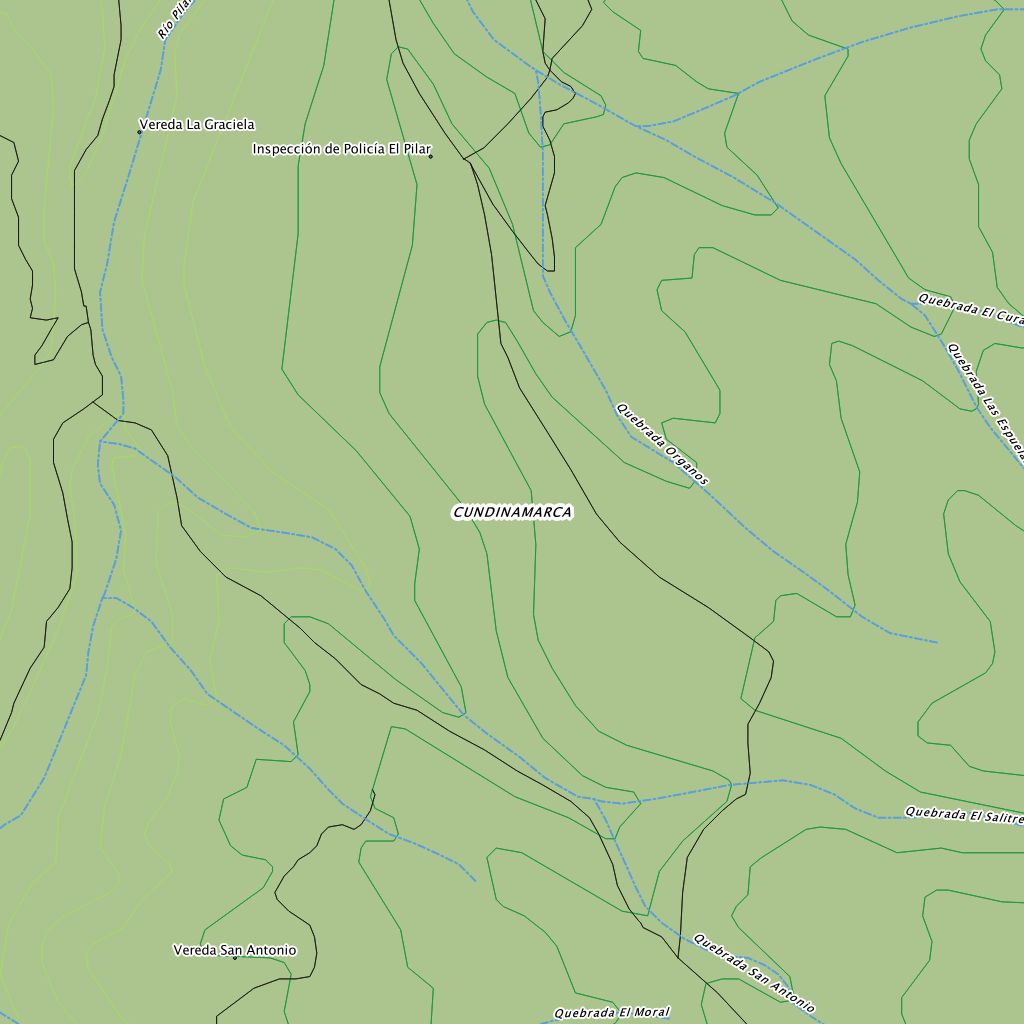 Río Pilar
Vereda La Graciela
Inspección de Policía El Pilar
Quebrada El Cura
Quebrada Las Espuela
Quebrada Organos
CUNDINAMARCA
Quebrada El Salitre
Vereda San Antonio
Quebrada San Antonio
Quebrada El Moral